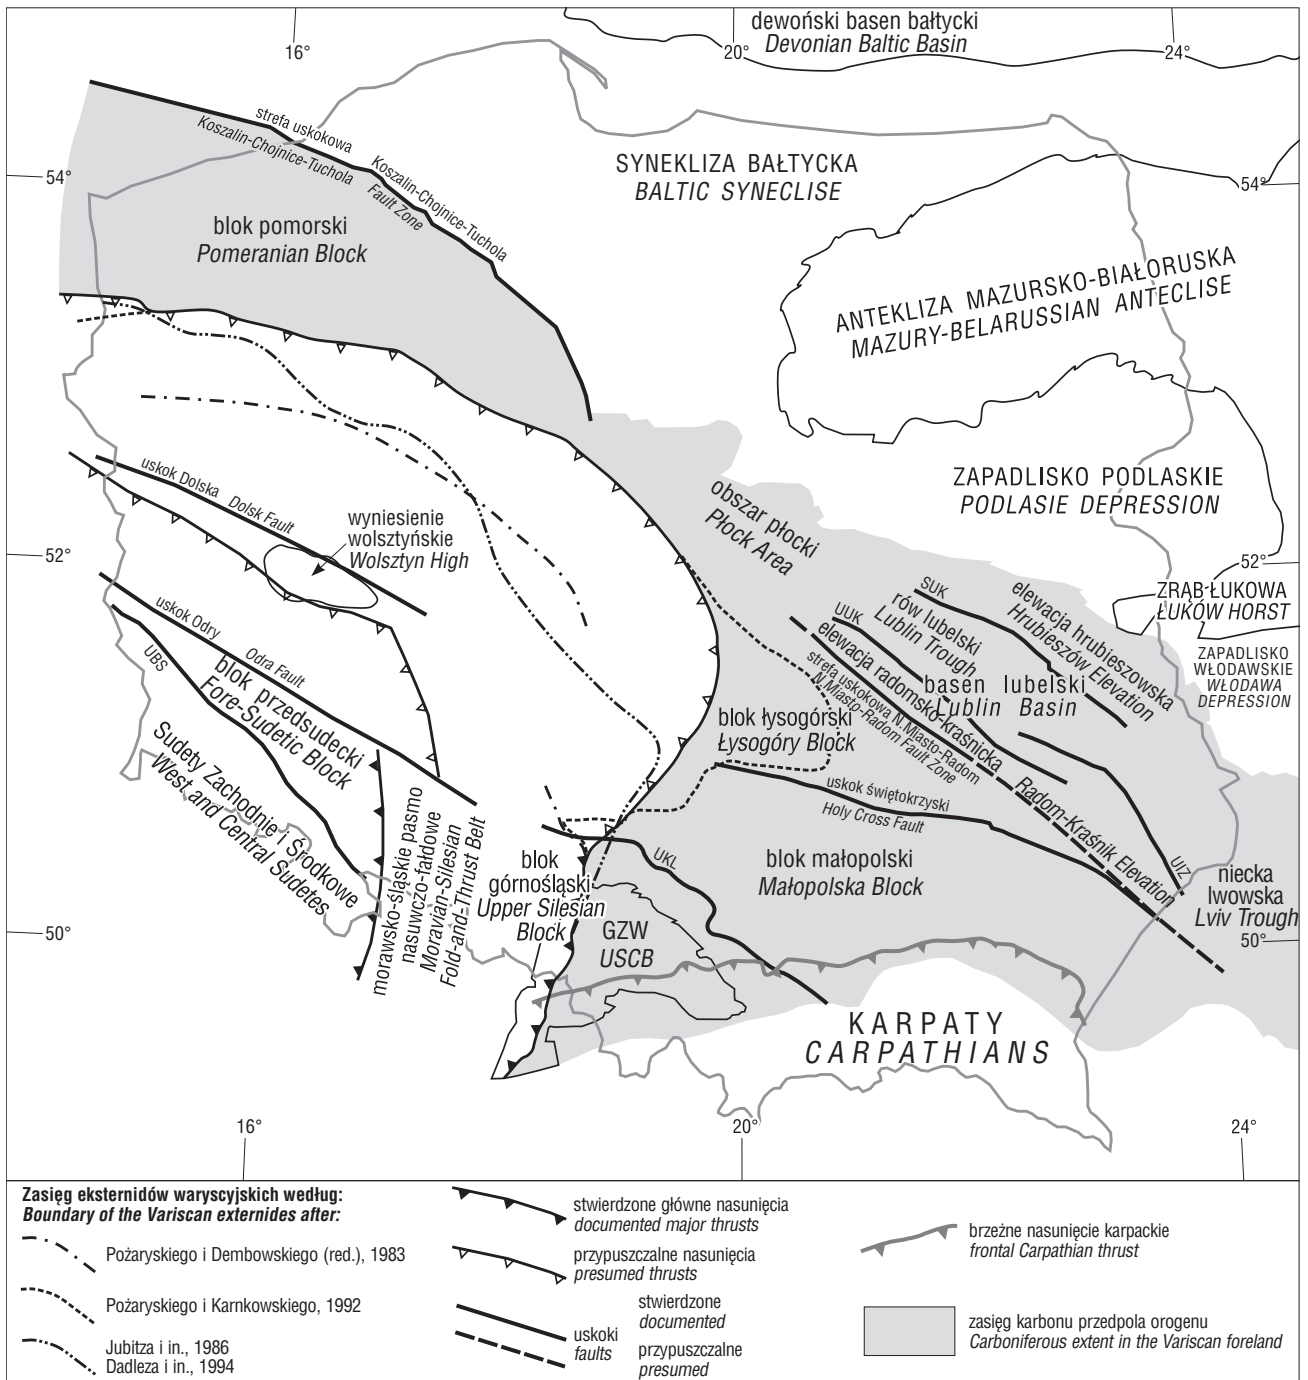 dewoński basen bałtycki
Devonian Baltic Basin
16°
20°
24°
strefa uskokowa
Koszalin-Chojnice-Tuchola
Koszalin-Chojnice-Tuchola
Fault Zone
54°
54°
SYNEKLIZA BAŁTYCKA
BALTIC SYNECLISE
blok pomorski
Pomeranian Block
ANTEKLIZA MAZURSKO-BIAŁORUSKA
MAZURY-BELARUSSIAN ANTECLISE
uskok Dolska
Dolsk Fault
wyniesienie
wolsztyńskie
Wolsztyn High
obszar płocki
Płock Area
ZAPADLISKO PODLASKIE
PODLASIE DEPRESSION
52°
52°
ZRĄB ŁUKOWA
ŁUKÓW HORST
ZAPADLISKO
WŁODAWSKIE
WŁODAWA
DEPRESSION
SUK
elewacja hrubieszowska
Hrubieszów Elevation
UUK
rów lubelski
Lublin Trough
basen lubelski
Lublin Basin
elewacja radomsko-kraśnicka
Radom-Kraśnik Elevation
strefa uskokowa N.Miasto-Radom
N.Miasto-Radom Fault Zone
uskok Odry
Odra Fault
UBS
blok przedsudecki
Fore-Sudetic Block
Sudety Zachodnie i Środkowe
West and Central Sudetes
morawsko-śląskie pasmo
nasuwczo-fałdowe
Moravian-Silesian
Fold-and-Thrust Belt
blok łysogórski
Łysogóry Block
uskok świętokrzyski
Holy Cross Fault
blok małopolski
Małopolska Block
UKL
UIZ
blok
górnośląski
Upper Silesian
Block
GZW
USCB
niecka
lwowska
Lviv Trough
50°
50°
KARPATY
CARPATHIANS
16°
20°
24°
Zasięg eksternidów waryscyjskich według:
Boundary of the Variscan externides after:
Pożaryskiego i Dembowskiego (red.), 1983
Pożaryskiego i Karnkowskiego, 1992
Jubitza i in., 1986
Dadleza i in., 1994
stwierdzone główne nasunięcia
documented major thrusts
przypuszczalne nasunięcia
presumed thrusts
uskoki
faults
stwierdzone
documented
przypuszczalne
presumed
brzeżne nasunięcie karpackie
frontal Carpathian thrust
zasięg karbonu przedpola orogenu
Carboniferous extent in the Variscan foreland